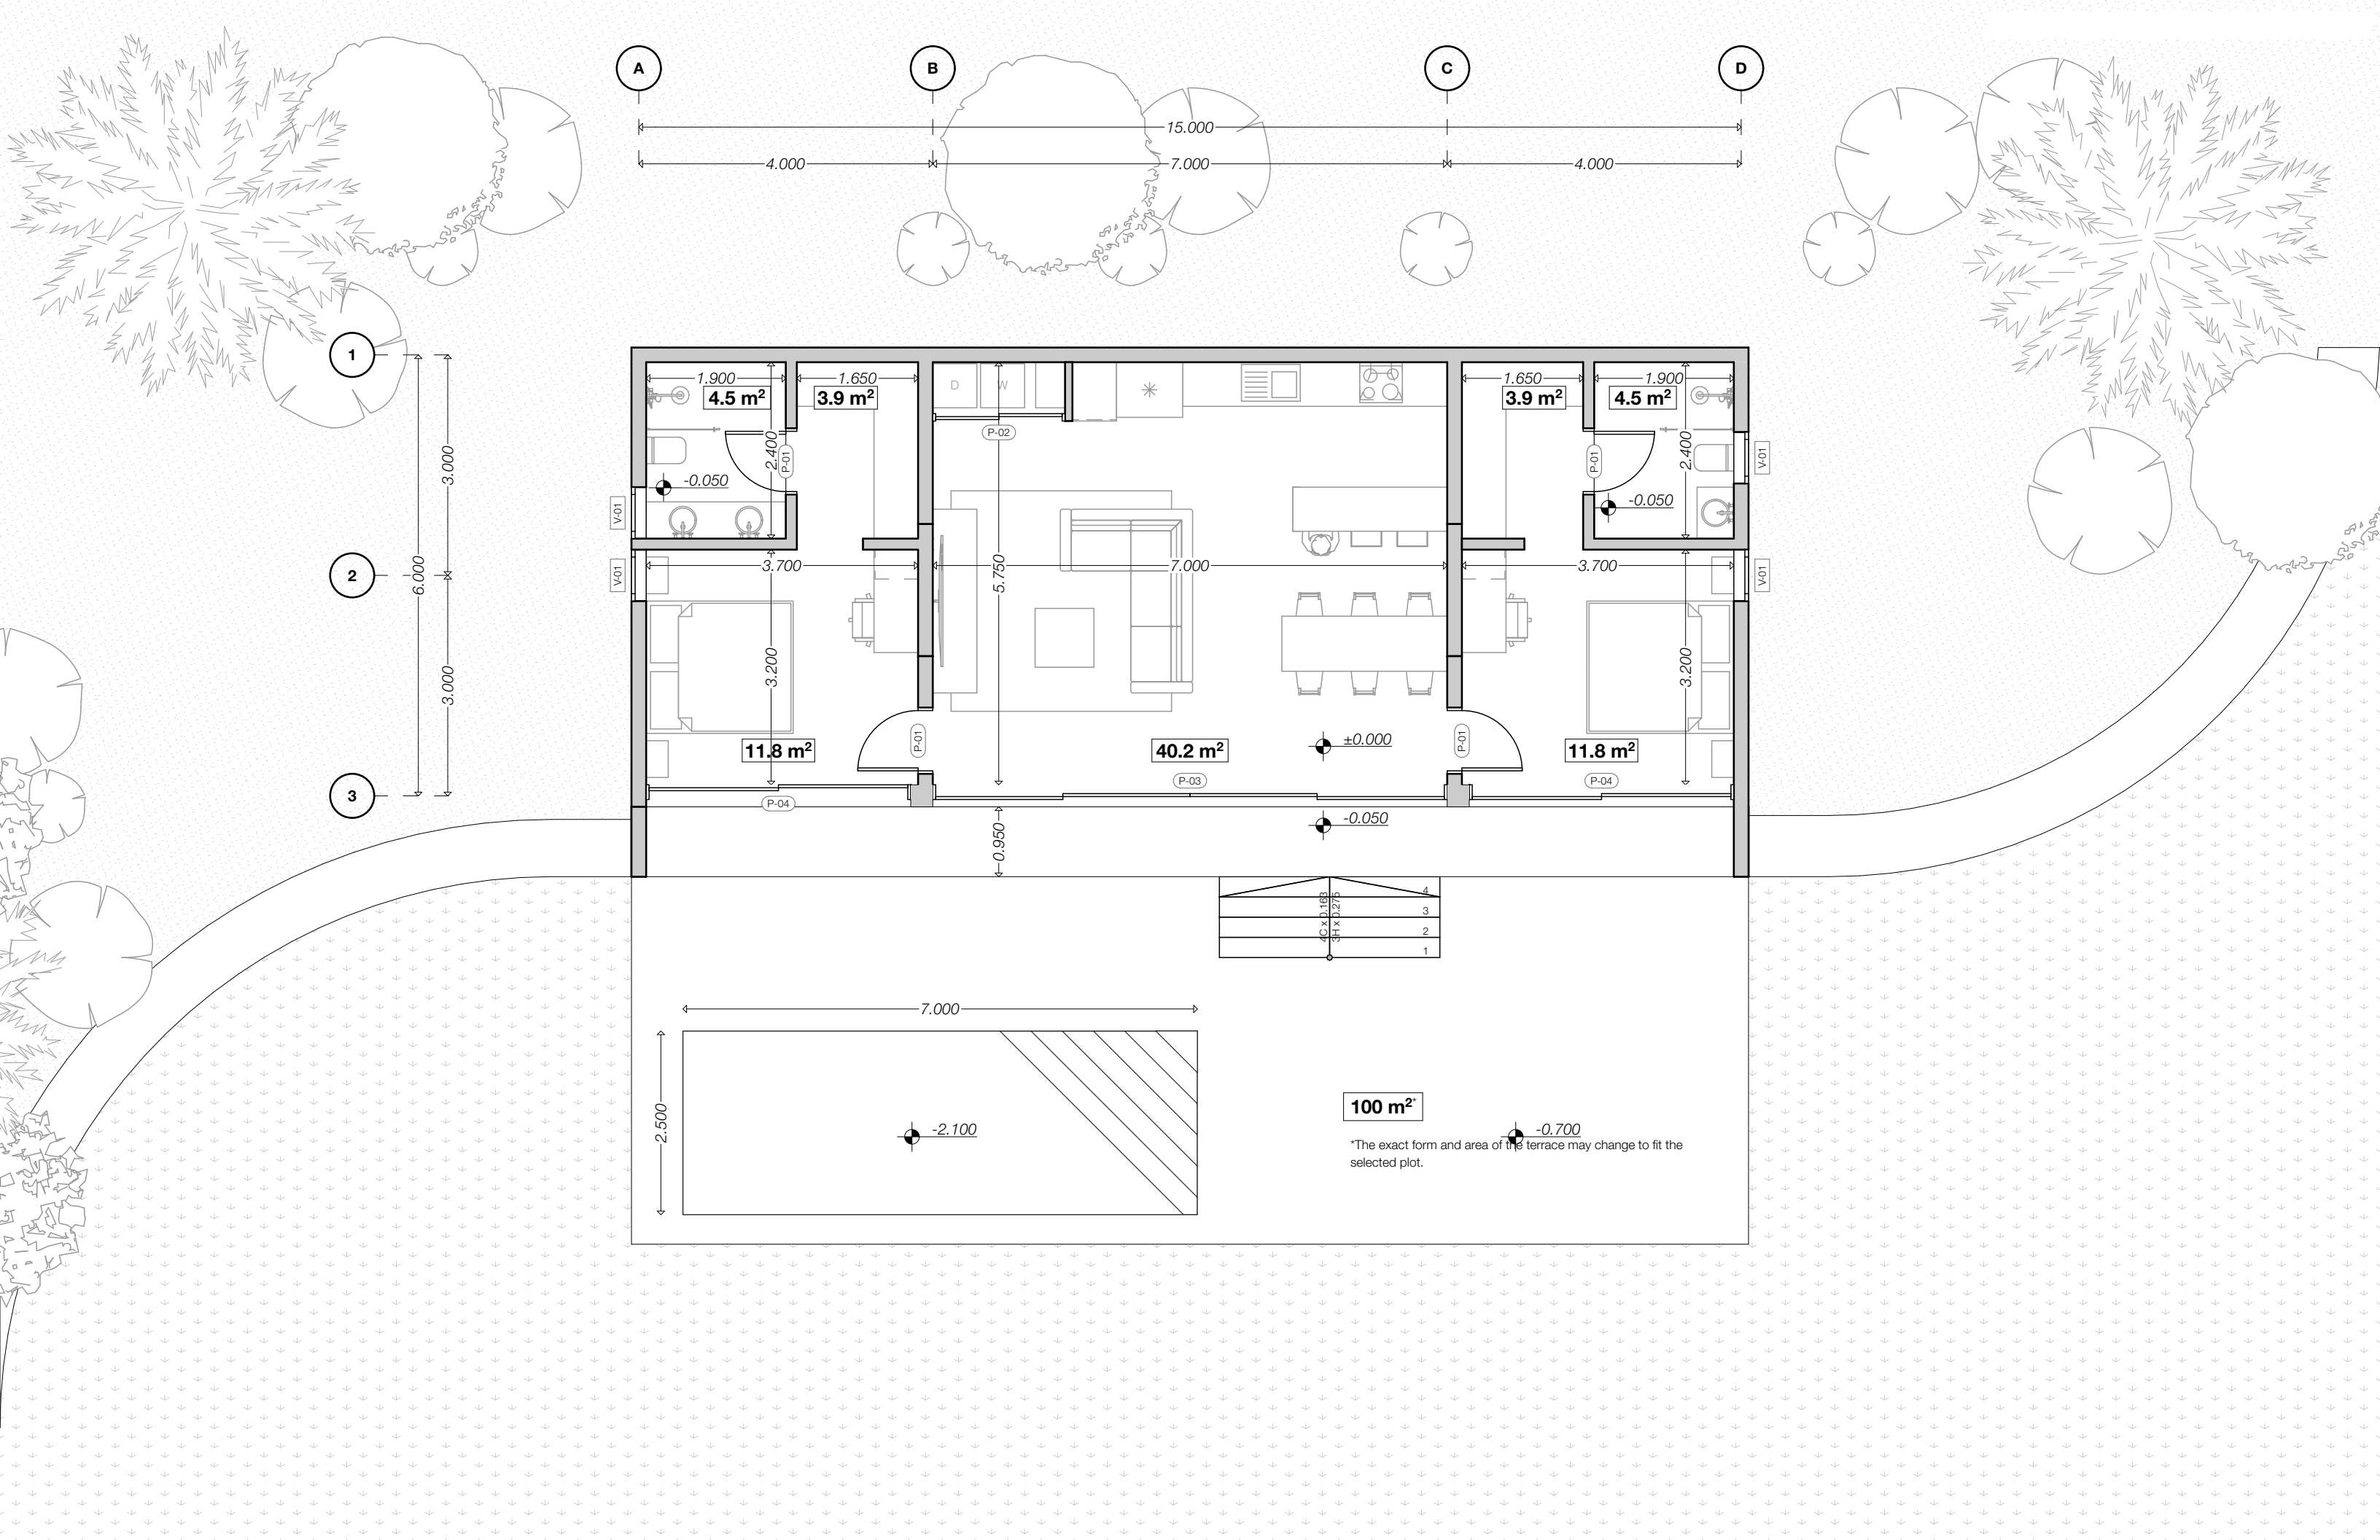 A
B
C
D
15.000
4.000
7.000
4.000
1
2
3
6.000
3.000
3.000
1.900
4.5 m²
1.650
3.9 m²
D
W
P-02
1.650
3.9 m²
1.900
4.5 m²
2.400
P-01
-0.050
V-01
V-01
2.400
P-01
-0.050
V-01
V-01
3.700
7.000
3.700
5.750
3.200
3.200
P-01
P-01
11.8 m²
40.2 m²
±0.000
11.8 m²
P-04
P-03
P-04
0.950
-0.050
4
3
2
1
4C x 0.163
3H x 0.275
7.000
2.500
-2.100
100 m²*
-0.700
*The exact form and area of the terrace may change to fit the
selected plot.